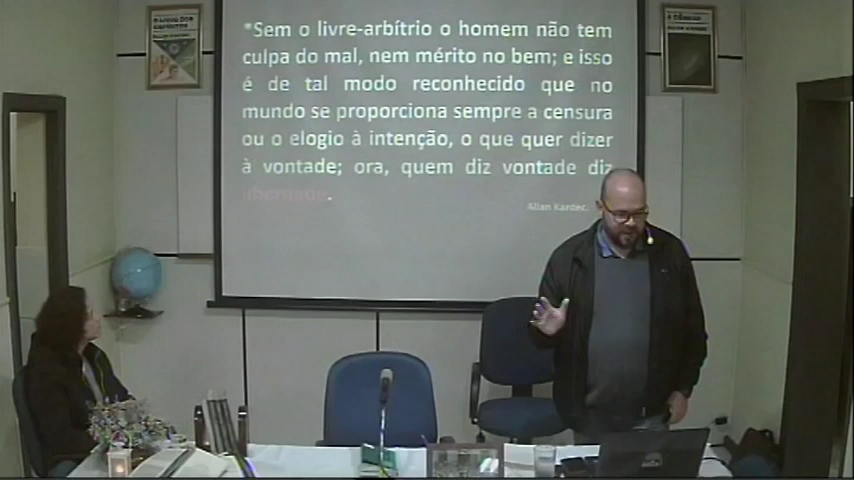 *Sem o livre-arbítrio o homem não tem
culpa do mal, nem mérito no bem; e isso
é de tal modo reconhecido que no
mundo se proporciona sempre a censura
ou o elogio à intenção, o que quer dizer
à vontade; ora, quem diz vontade diz
liberdade.
Allan Kardec.